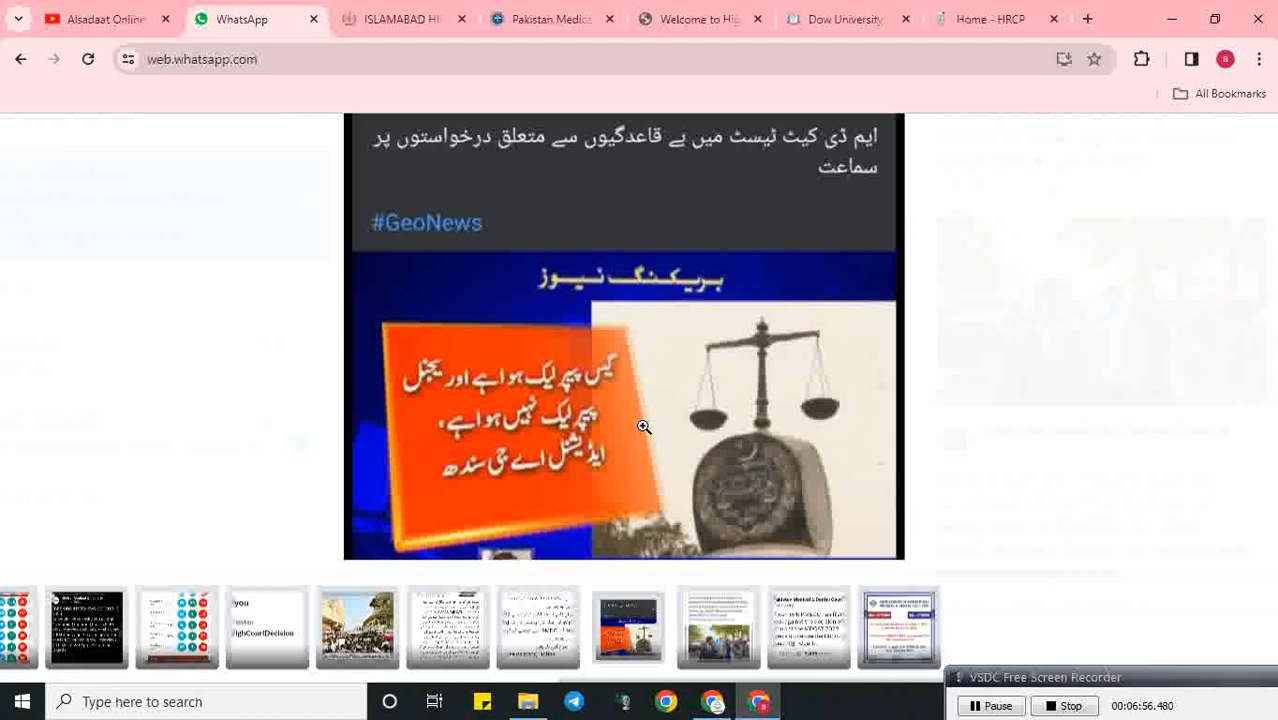 Alsadaat Online
WhatsApp
ISLAMABAD HI
Pakistan Medic
Welcome to Hig
Dow University
Home - HRCP
web.whatsapp.com
a
All Bookmarks
ایم ڈی کیٹ ٹیسٹ میں بے قاعدگیوں سے متعلق درخواستوں پر
سماعت
#GeoNews
بریکنگ نیوز
گیس پیپر لیک ہوا ہے اوریجنل
پیپر لیک نہیں ہوا ہے،
ایڈیشنل اے جی سندھ
you
HighCourtDecision
VSDC Free Screen Recorder
Type here to search
Pause
Stop
00:06:56.480